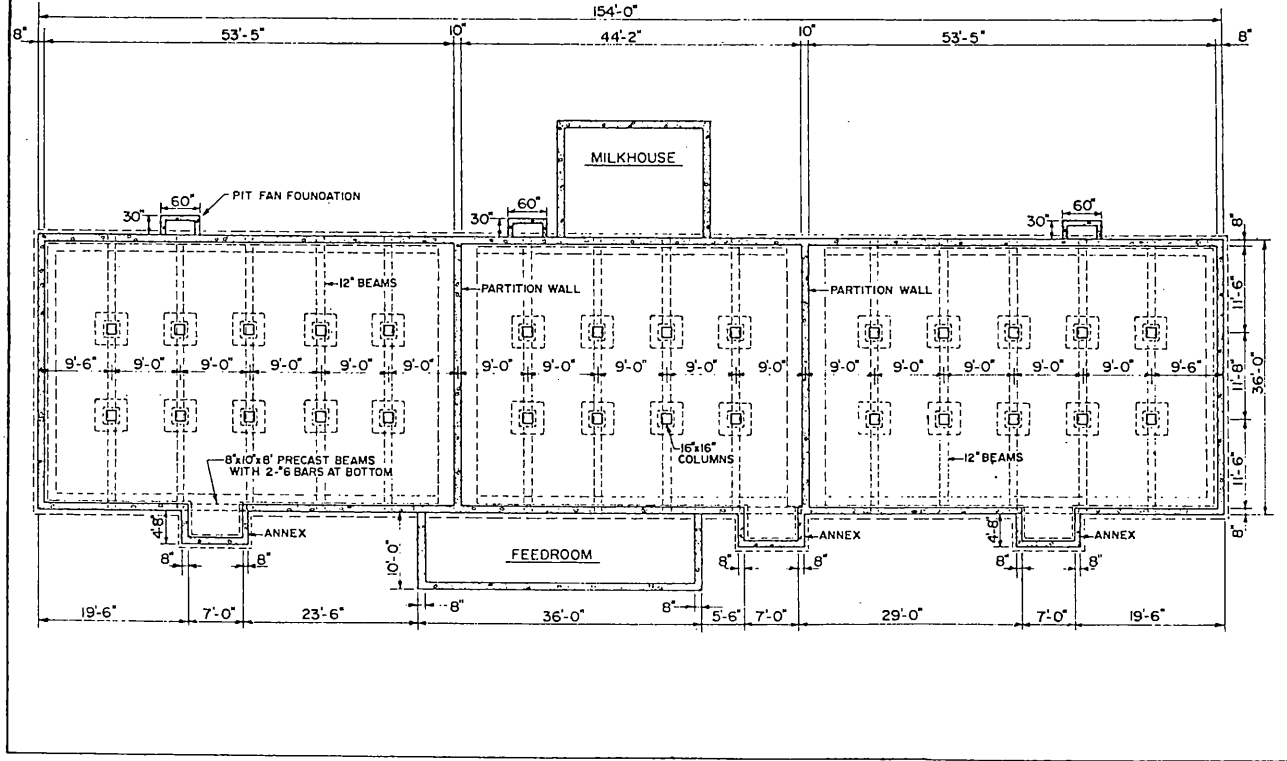 154'-0"
8" 53'-5" 10" 44'-2" 10" 53'-5" 8"
MILKHOUSE
60" PIT FAN FOUNDATION
30"
60"
30"
60"
30"
8"
12" BEAMS
PARTITION WALL
PARTITION WALL
11'-6"
9'-6" 9'-0" 9'-0" 9'-0" 9'-0" 9'-0" 9'-0" 9'-0" 9'-0" 9'-0" 9'-0" 9'-0" 9'-0" 9'-0" 9'-0" 9'-0" 9'-6"
11'-8"
36'-0"
16"x16"
COLUMNS
8"x10"x8' PRECAST BEAMS
WITH 2-#6 BARS AT BOTTOM
12" BEAMS
11'-6"
8"
4'-8"
ANNEX
8" 8"
10'-0"
FEEDROOM
8" 8"
ANNEX
8" 8"
4'-8"
ANNEX
8" 8"
19'-6" 7'-0" 23'-6" 36'-0" 5'-6" 7'-0" 29'-0" 7'-0" 19'-6"